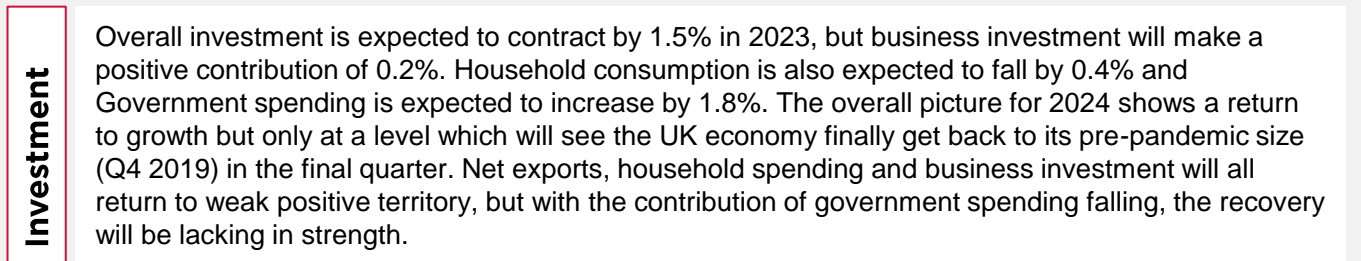 Investment
Overall investment is expected to contract by 1.5% in 2023, but business investment will make a
positive contribution of 0.2%. Household consumption is also expected to fall by 0.4% and
Government spending is expected to increase by 1.8%. The overall picture for 2024 shows a return
to growth but only at a level which will see the UK economy finally get back to its pre-pandemic size
(Q4 2019) in the final quarter. Net exports, household spending and business investment will all
return to weak positive territory, but with the contribution of government spending falling, the recovery
will be lacking in strength.